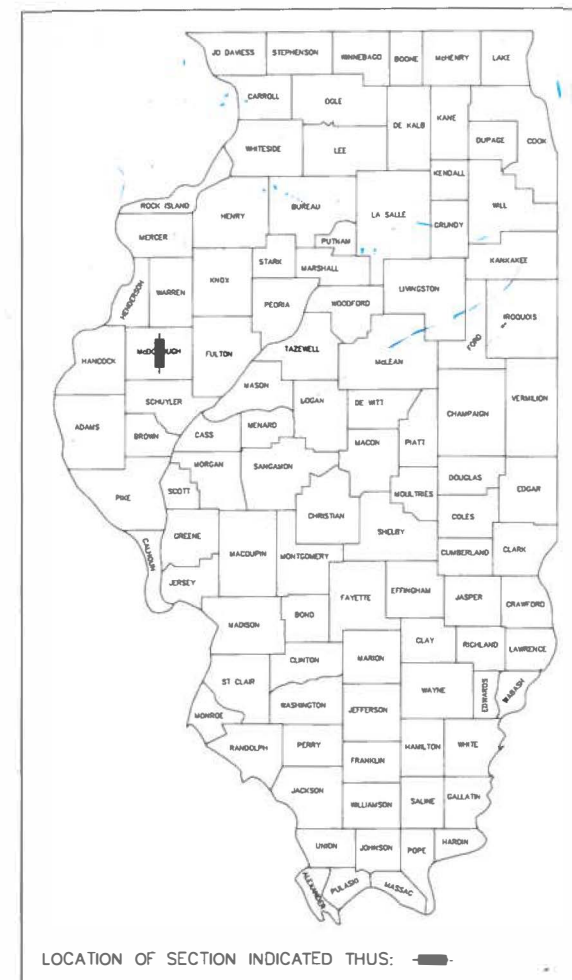 JO DAVIESS STEPHENSON WINNEBAGO BOONE McHENRY LAKE
CARROLL OGLE DE KALB KANE COOK
WHITESIDE LEE DUPAGE
KENDALL WILL
ROCK ISLAND HENRY BUREAU LA SALLE GRUNDY
MERCER PUTNAM
STARK MARSHALL KANKAKEE
HENDERSON WARREN KNOX PEORIA WOODFORD LIVINGSTON FORD IROQUOIS
HANCOCK McDONOUGH FULTON TAZEWELL McLEAN
MASON
SCHUYLER LOGAN DE WITT VERMILION
ADAMS BROWN CASS MENARD MACON PIATT CHAMPAIGN
MORGAN SANGAMON
PIKE SCOTT MOULTRIES DOUGLAS EDGAR
CHRISTIAN COLES
GREENE SHELBY
CALHOUN MACOUPIN MONTGOMERY CUMBERLAND CLARK
JERSEY
FAYETTE EFFINGHAM JASPER CRAWFORD
MADISON BOND
CLAY RICHLAND LAWRENCE
CLINTON MARION
ST CLAIR WAYNE EDWARDS WABASH
MONROE WASHINGTON JEFFERSON
RANDOLPH PERRY HAMILTON WHITE
FRANKLIN
JACKSON WILLIAMSON SALINE GALLATIN
UNION JOHNSON POPE HARDIN
ALEXANDER PULASKI MASSAC
LOCATION OF SECTION INDICATED THUS: